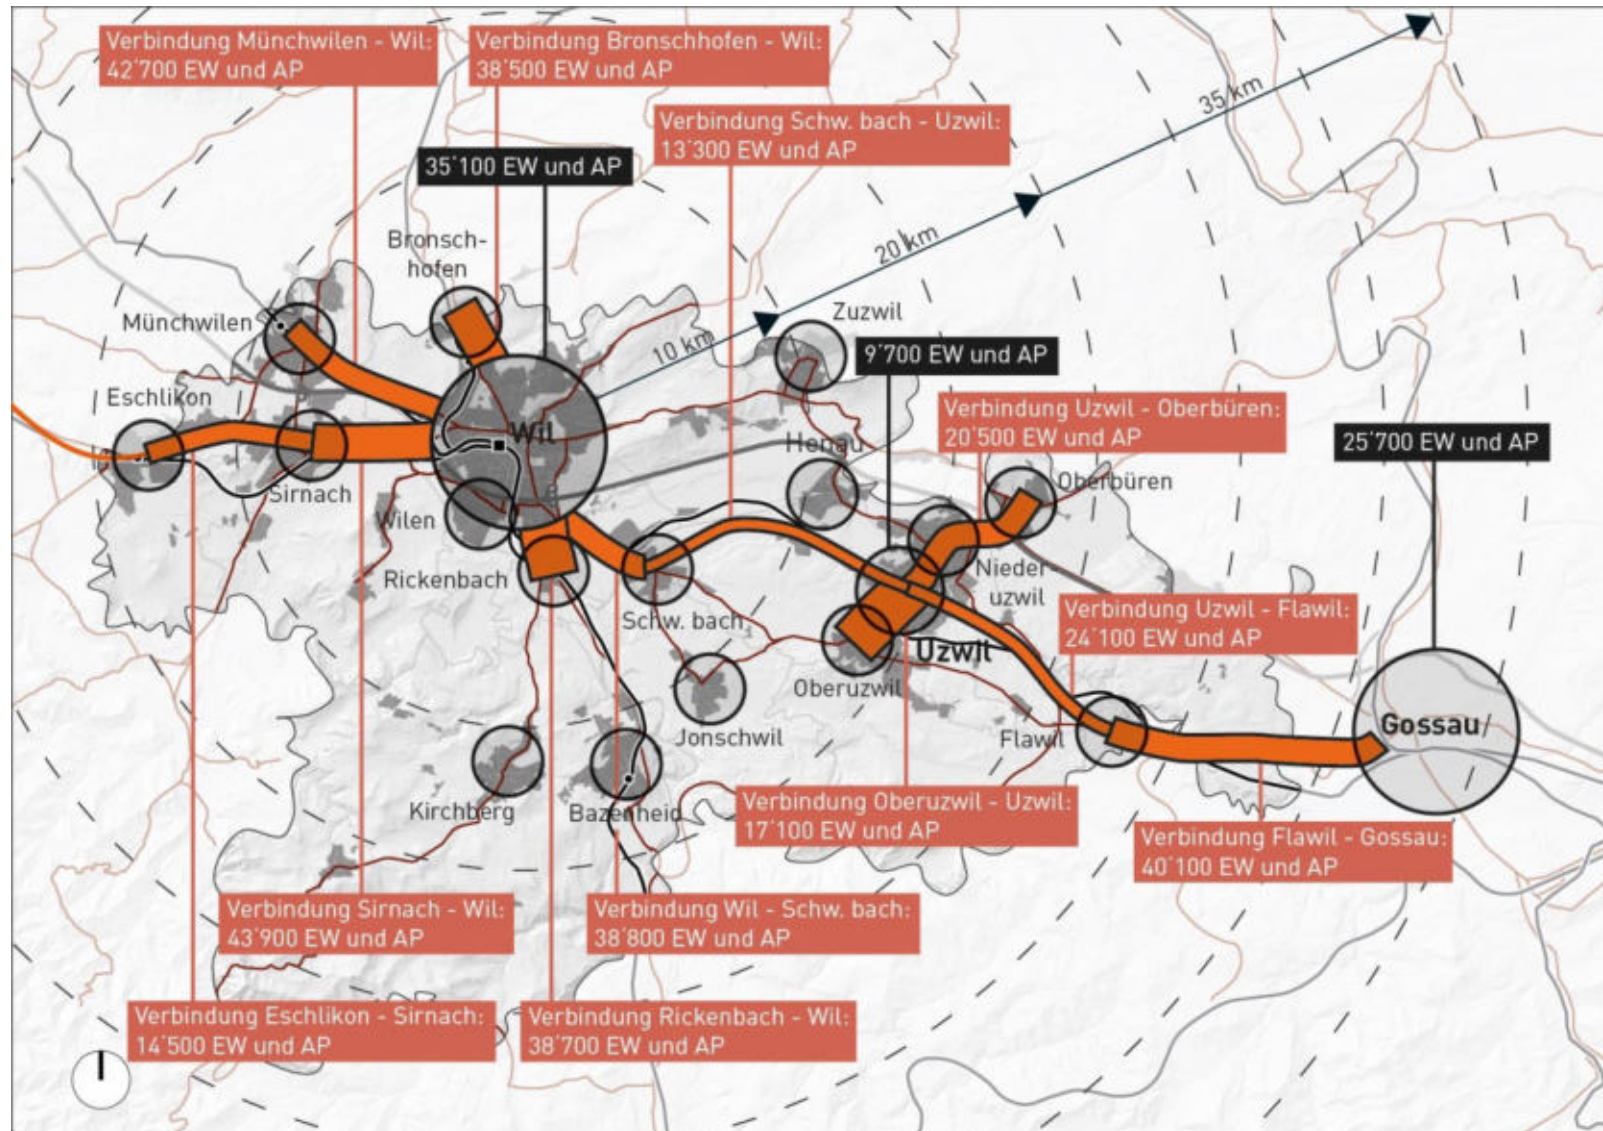 Verbindung Münchwilen - Wil:
42'700 EW und AP
Verbindung Bronschhofen - Wil:
38'500 EW und AP
Verbindung Schw. bach - Uzwil:
13'300 EW und AP
35'100 EW und AP
35 km
20 km
10 km
Bronsch-
hofen
Münchwilen
Zuzwil
9'700 EW und AP
Eschlikon
Verbindung Uzwil - Oberbüren:
20'500 EW und AP
25'700 EW und AP
Wil
Henau
Oberbüren
Sirnach
Wilen
Rickenbach
Nieder-
uzwil
Schw. bach
Verbindung Uzwil - Flawil:
24'100 EW und AP
Uzwil
Oberuzwil
Jonschwil
Flawil
Gossau/
Kirchberg
Bazenheid
Verbindung Oberuzwil - Uzwil:
17'100 EW und AP
Verbindung Flawil - Gossau:
40'100 EW und AP
Verbindung Sirnach - Wil:
43'900 EW und AP
Verbindung Wil - Schw. bach:
38'800 EW und AP
Verbindung Eschlikon - Sirnach:
14'500 EW und AP
Verbindung Rickenbach - Wil:
38'700 EW und AP